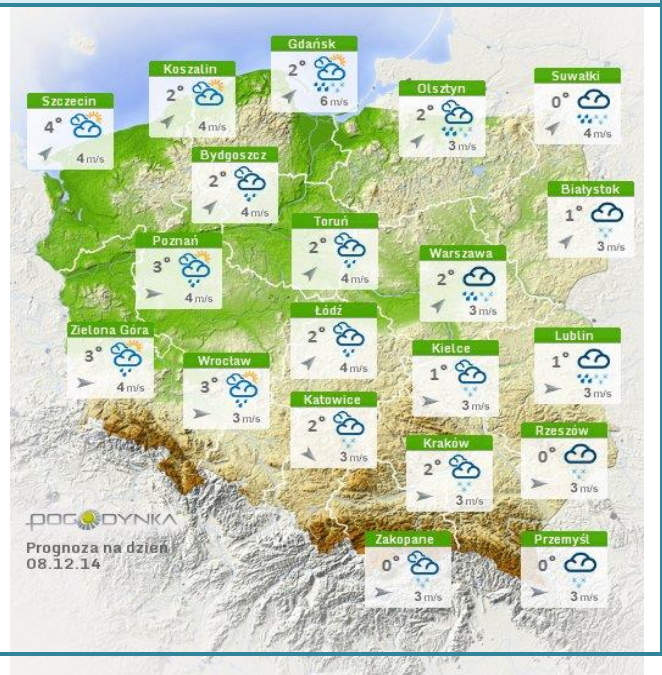 Gdańsk
2°
6 m/s
Koszalin
2°
4 m/s
Suwałki
0°
4 m/s
Olsztyn
2°
3 m/s
Szczecin
4°
4 m/s
Bydgoszcz
2°
4 m/s
Białystok
1°
3 m/s
Toruń
2°
4 m/s
Poznań
3°
4 m/s
Warszawa
2°
3 m/s
Łódź
2°
4 m/s
Zielona Góra
3°
4 m/s
Lublin
1°
3 m/s
Kielce
1°
3 m/s
Wrocław
3°
3 m/s
Katowice
2°
3 m/s
Rzeszów
0°
3 m/s
Kraków
2°
3 m/s
POGODYNKA
Prognoza na dzień
08.12.14
Zakopane
0°
3 m/s
Przemyśl
0°
3 m/s